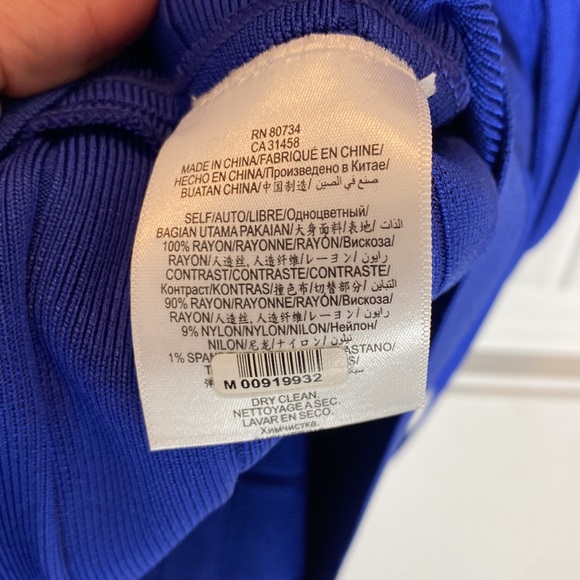 RN 80734
CA 31458
MADE IN CHINA/FABRIQUÉ EN CHINE/
HECHO EN CHINA/Произведено в Китае/
BUATAN CHINA/中国制造/ صنع في الصين/
SELF/AUTO/LIBRE/Одноцветный/
BAGIAN UTAMA PAKAIAN/大身面料/表地/ الذات/
100% RAYON/RAYONNE/RAYÓN/Вискоза/
RAYON/人造丝, 人造纤维/レーヨン/ رايون/
CONTRAST/CONTRASTE/CONTRASTE/
Контраст/KONTRAS/撞色布/切替部分/ التباين/
90% RAYON/RAYONNE/RAYÓN/Вискоза/
RAYON/人造丝, 人造纤维/レーヨン/ رايون/
9% NYLON/NYLON/NILON/Нейлон/
NILON/尼龙/ナイロン/ نيلون/
1% SPAN ASTANO/
M 00919932
DRY CLEAN.
NETTOYAGE A SEC.
LAVAR EN SECO.
Химчистка.